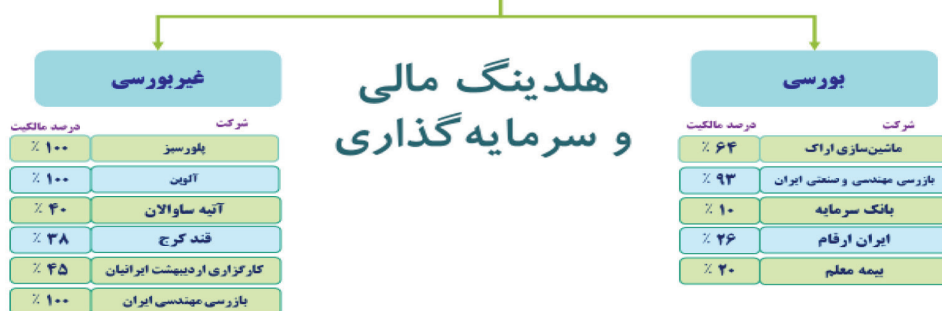 هلدینگ مالی
و سرمایه‌گذاری
بورسی
شرکت درصد مالکیت
ماشین‌سازی اراک ۶۴ %
بازرسی مهندسی و صنعتی ایران ۹۳ %
بانک سرمایه ۱۰ %
ایران ارقام ۲۶ %
بیمه معلم ۲۰ %
غیربورسی
شرکت درصد مالکیت
پلورسبز ۱۰۰ %
آلوین ۱۰۰ %
آتیه ساوالان ۴۰ %
قند کرج ۳۸ %
کارگزاری اردیبهشت ایرانیان ۴۵ %
بازرسی مهندسی ایران ۱۰۰ %